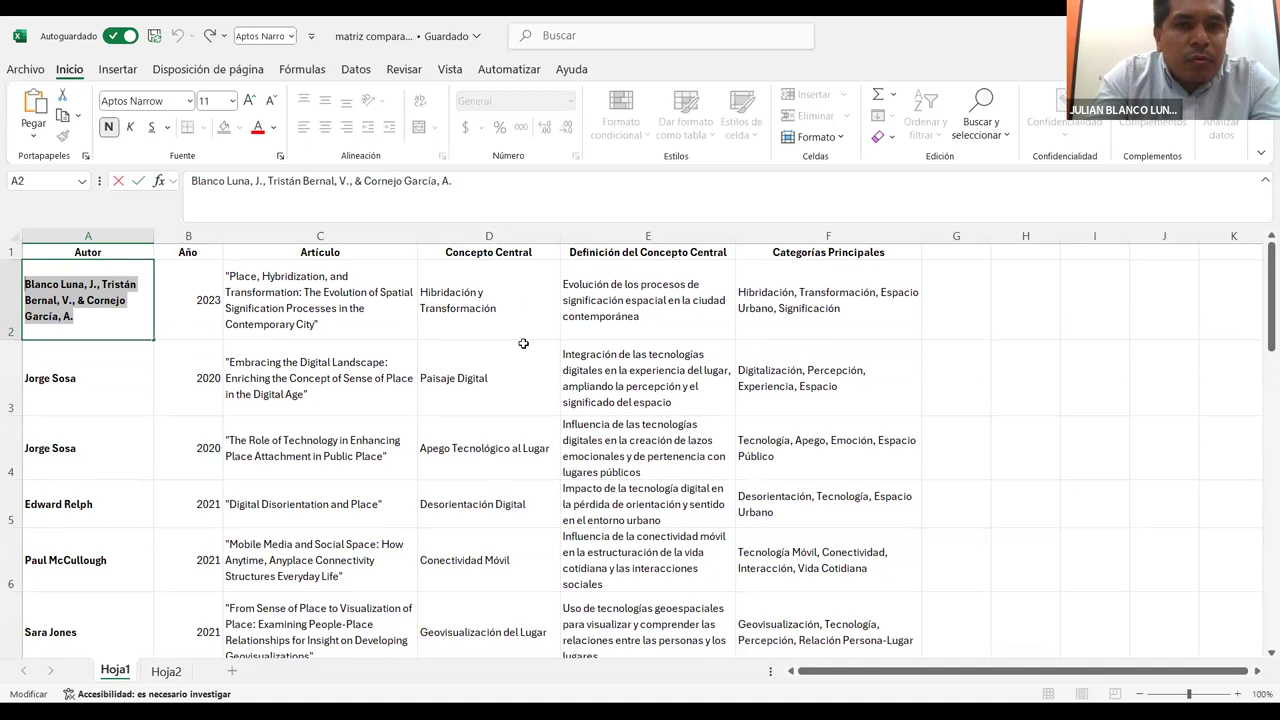 Autoguardado
Aptos Narro
matriz compara... • Guardado
Buscar
Archivo Inicio Insertar Disposición de página Fórmulas Datos Revisar Vista Automatizar Ayuda
JULIAN BLANCO LUN...
Pegar
Aptos Narrow 11
N K S
General
Formato condicional
Dar formato como tabla
Estilos de celda
Insertar
Eliminar
Formato
Ordenar y filtrar
Buscar y seleccionar
Confidencialidad
Complementos
Analizar datos
Portapapeles Fuente Alineación Número Estilos Celdas Edición Confidencialidad Complementos
A2
fx
Blanco Luna, J., Tristán Bernal, V., & Cornejo García, A.
A B C D E F G H I J K
1 Autor Año Artículo Concepto Central Definición del Concepto Central Categorías Principales
2
Blanco Luna, J., Tristán
Bernal, V., & Cornejo
García, A.
2023
"Place, Hybridization, and
Transformation: The Evolution of Spatial
Signification Processes in the
Contemporary City"
Hibridación y
Transformación
Evolución de los procesos de
significación espacial en la ciudad
contemporánea
Hibridación, Transformación, Espacio
Urbano, Significación
3
Jorge Sosa
2020
"Embracing the Digital Landscape:
Enriching the Concept of Sense of Place
in the Digital Age"
Paisaje Digital
Integración de las tecnologías
digitales en la experiencia del lugar,
ampliando la percepción y el
significado del espacio
Digitalización, Percepción,
Experiencia, Espacio
4
Jorge Sosa
2020
"The Role of Technology in Enhancing
Place Attachment in Public Place"
Apego Tecnológico al Lugar
Influencia de las tecnologías
digitales en la creación de lazos
emocionales y de pertenencia con
lugares públicos
Tecnología, Apego, Emoción, Espacio
Público
5
Edward Relph
2021
"Digital Disorientation and Place"
Desorientación Digital
Impacto de la tecnología digital en
la pérdida de orientación y sentido
en el entorno urbano
Desorientación, Tecnología, Espacio
Urbano
6
Paul McCullough
2021
"Mobile Media and Social Space: How
Anytime, Anyplace Connectivity
Structures Everyday Life"
Conectividad Móvil
Influencia de la conectividad móvil
en la estructuración de la vida
cotidiana y las interacciones
sociales
Tecnología Móvil, Conectividad,
Interacción, Vida Cotidiana
Sara Jones
2021
"From Sense of Place to Visualization of
Place: Examining People-Place
Relationships for Insight on Developing
Geovisualizations"
Geovisualización del Lugar
Uso de tecnologías geoespaciales
para visualizar y comprender las
relaciones entre las personas y los
lugares
Geovisualización, Tecnología,
Percepción, Relación Persona-Lugar
Hoja1 Hoja2
Modificar
Accesibilidad: es necesario investigar
100%